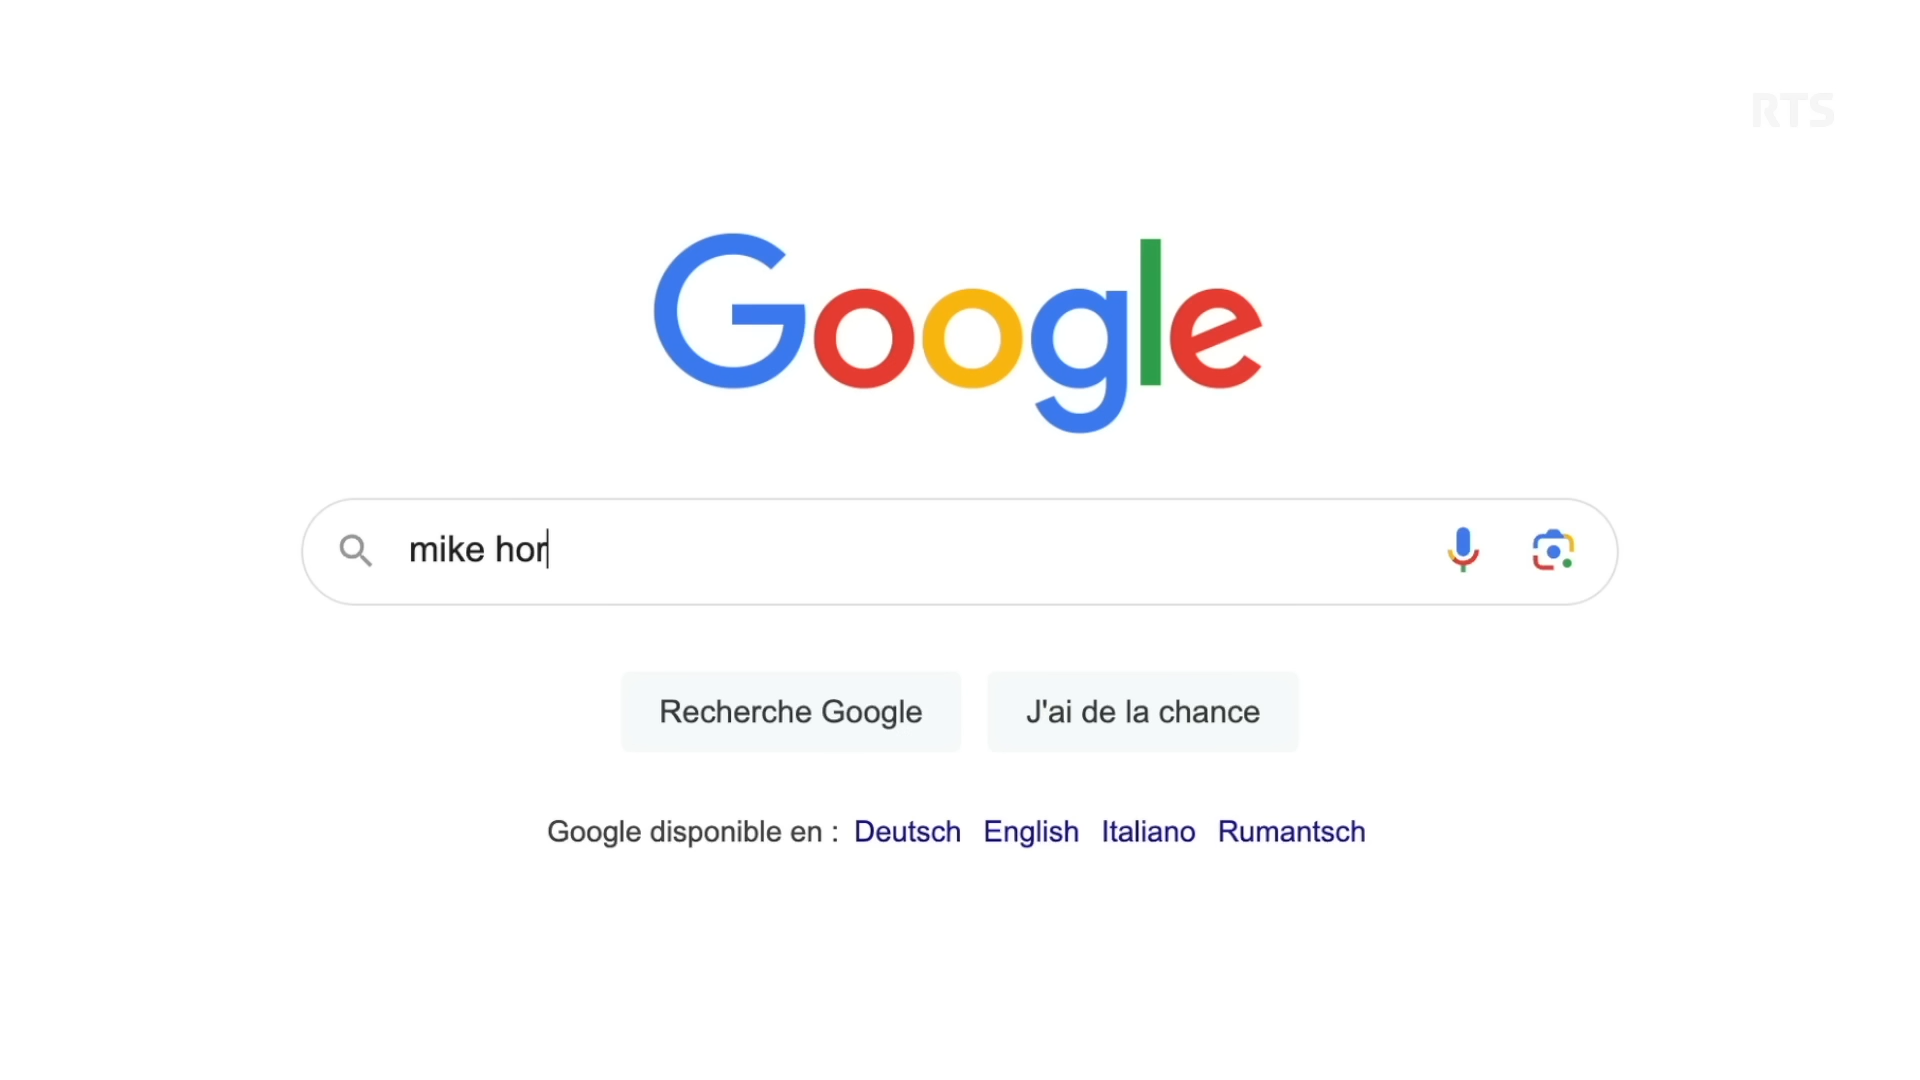 RTS
Google
mike hor
Recherche Google J'ai de la chance
Google disponible en : Deutsch English Italiano Rumantsch